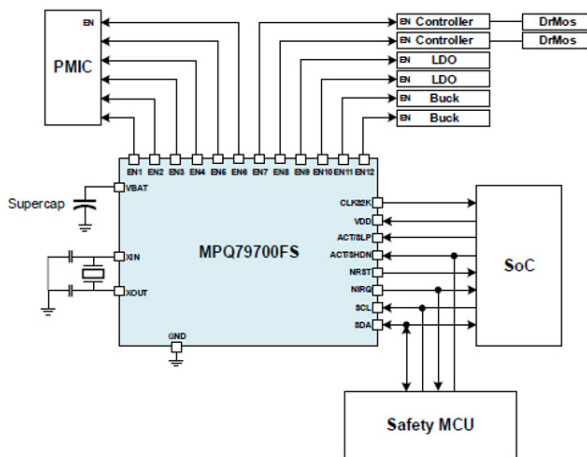 EN Controller DrMos
EN Controller DrMos
EN LDO
EN LDO
EN Buck
EN Buck
PMIC EN
EN1 EN2 EN3 EN4 EN5 EN6 EN7 EN8 EN9 EN10 EN11 EN12
VBAT
Supercap
CLK32K
VDD
ACT/SLP
ACT/SHDN
NRST
NIRQ
SCL
SDA
XIN
XOUT
MPQ79700FS
SoC
GND
Safety MCU